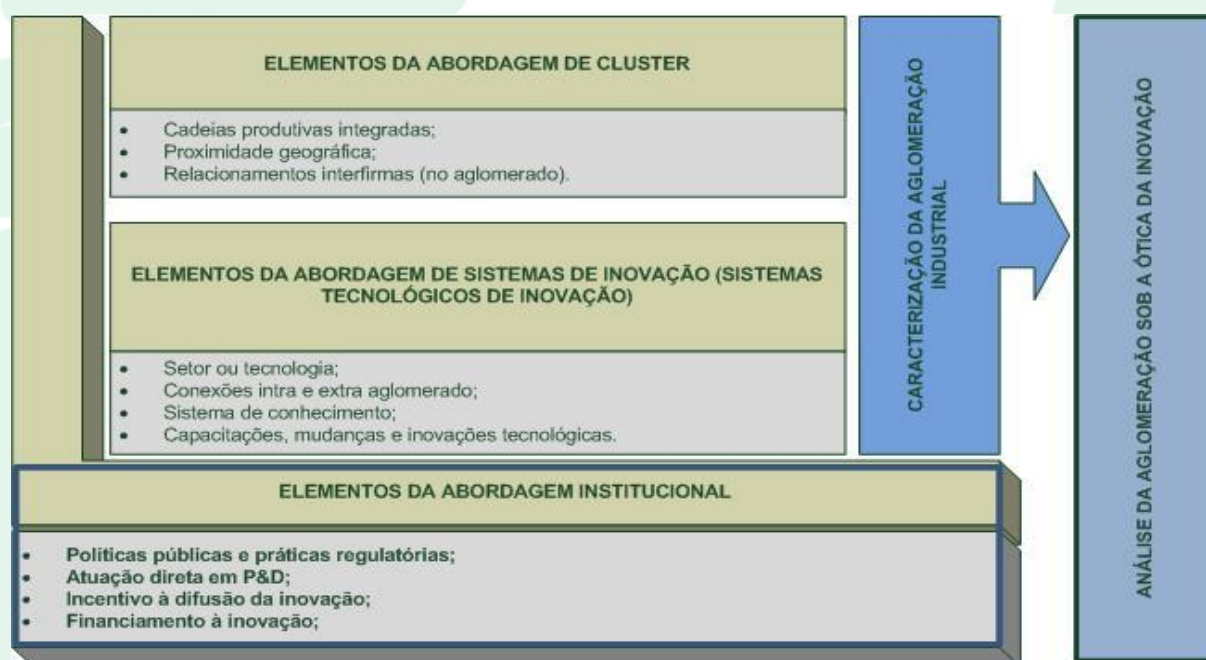 ELEMENTOS DA ABORDAGEM DE CLUSTER
• Cadeias produtivas integradas;
• Proximidade geográfica;
• Relacionamentos interfirmas (no aglomerado).
ELEMENTOS DA ABORDAGEM DE SISTEMAS DE INOVAÇÃO (SISTEMAS
TECNOLÓGICOS DE INOVAÇÃO)
• Setor ou tecnologia;
• Conexões intra e extra aglomerado;
• Sistema de conhecimento;
• Capacitações, mudanças e inovações tecnológicas.
ELEMENTOS DA ABORDAGEM INSTITUCIONAL
• Políticas públicas e práticas regulatórias;
• Atuação direta em P&D;
• Incentivo à difusão da inovação;
• Financiamento à inovação;
CARACTERIZAÇÃO DA AGLOMERAÇÃO
INDUSTRIAL
ANÁLISE DA AGLOMERAÇÃO SOB A ÓTICA DA INOVAÇÃO